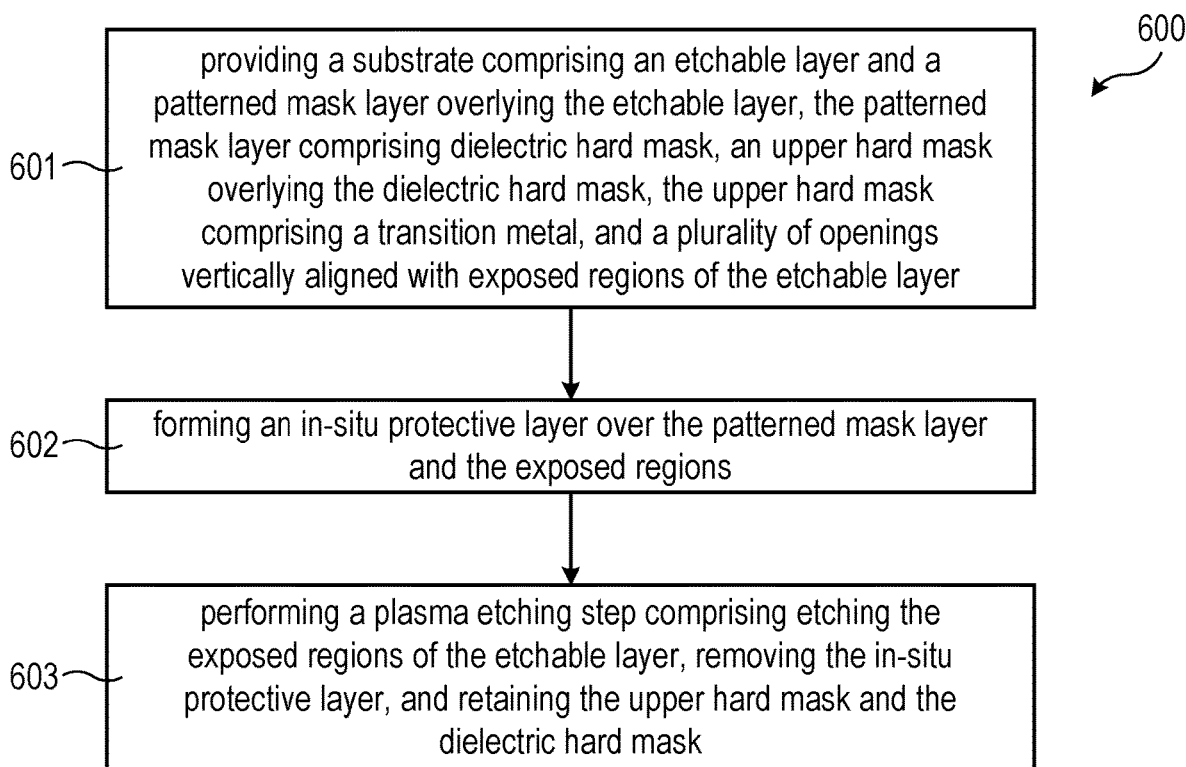 600
providing a substrate comprising an etchable layer and a
patterned mask layer overlying the etchable layer, the patterned
mask layer comprising dielectric hard mask, an upper hard mask
601
overlying the dielectric hard mask, the upper hard mask
comprising a transition metal, and a plurality of openings
vertically aligned with exposed regions of the etchable layer
602
forming an in-situ protective layer over the patterned mask layer
and the exposed regions
performing a plasma etching step comprising etching the
exposed regions of the etchable layer, removing the in-situ
603
protective layer, and retaining the upper hard mask and the
dielectric hard mask